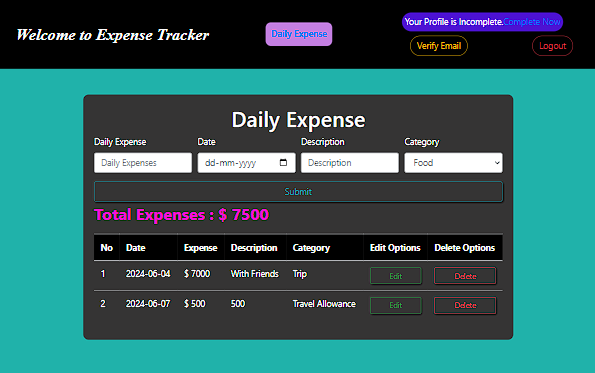 Welcome to Expense Tracker
Daily Expense
Your Profile is Incomplete.Complete Now
Verify Email
Logout
Daily Expense
Daily Expense Date Description Category
Daily Expenses dd-mm-yyyy Description Food
Submit
Total Expenses : $ 7500
No Date Expense Description Category Edit Options Delete Options
1 2024-06-04 $ 7000 With Friends Trip Edit Delete
2 2024-06-07 $ 500 500 Travel Allowance Edit Delete